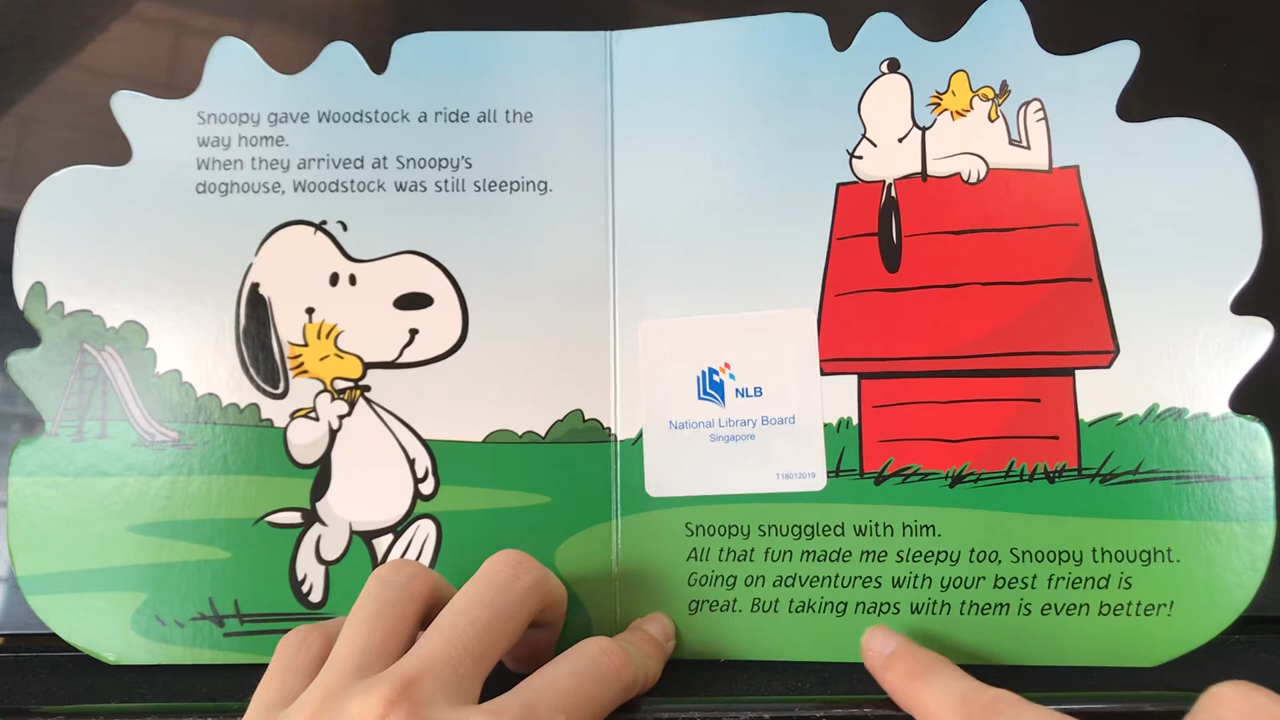 Snoopy gave Woodstock a ride all the
way home.
When they arrived at Snoopy's
doghouse, Woodstock was still sleeping.
NLB
National Library Board
Singapore
T18012019
Snoopy snuggled with him.
All that fun made me sleepy too, Snoopy thought.
Going on adventures with your best friend is
great. But taking naps with them is even better!